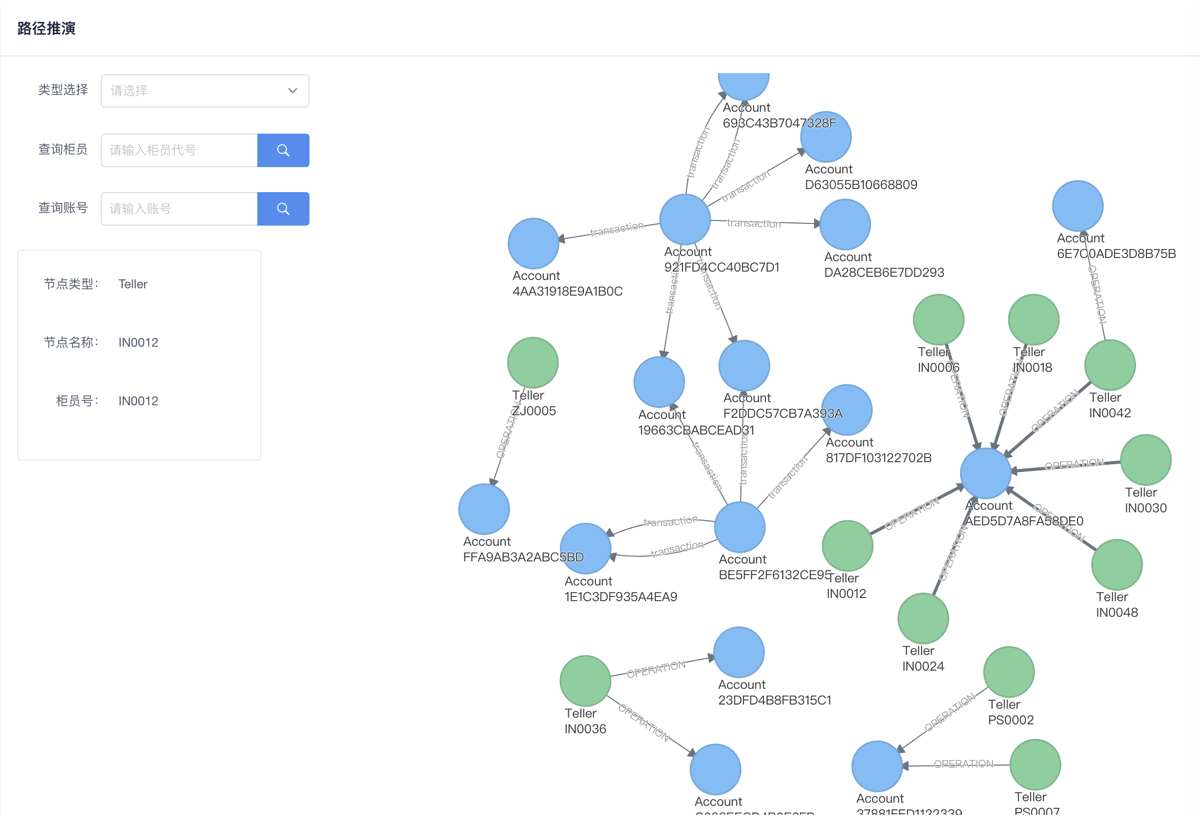 路径推演
类型选择
请选择
查询柜员
请输入柜员代号
查询账号
请输入账号
节点类型：
Teller
节点名称：
IN0012
柜员号：
IN0012
Account
693C43B7047328F
transaction
transaction
transaction
Account
D63055B10668809
transaction
transaction
Account
921FD4CC40BC7D1
Account
DA28CEB6E7DD293
Account
4AA31918E9A1B0C
Account
6E7C0ADE3D8B75B
transaction
transaction
OPERATION
Teller
IN0006
Teller
IN0018
Teller
ZJ0005
OPERATION
Account
19663CBABCEAD31
Account
F2DDC57CB7A393A
Teller
IN0042
OPERATION
OPERATION
OPERATION
Account
817DF103122702B
transaction
transaction
transaction
OPERATION
Teller
IN0030
Account
AED5D7A8FA58DE0
OPERATION
OPERATION
OPERATION
transaction
transaction
Account
FFA9AB3A2ABC5BD
Account
1E1C3DF935A4EA9
Account
BE5FF2F6132CE95
Teller
IN0012
Teller
IN0048
Teller
IN0024
OPERATION
OPERATION
Account
23DFD4B8FB315C1
Teller
IN0036
Teller
PS0002
OPERATION
OPERATION
Account
Account
37881FED1122339
Teller
PS0007